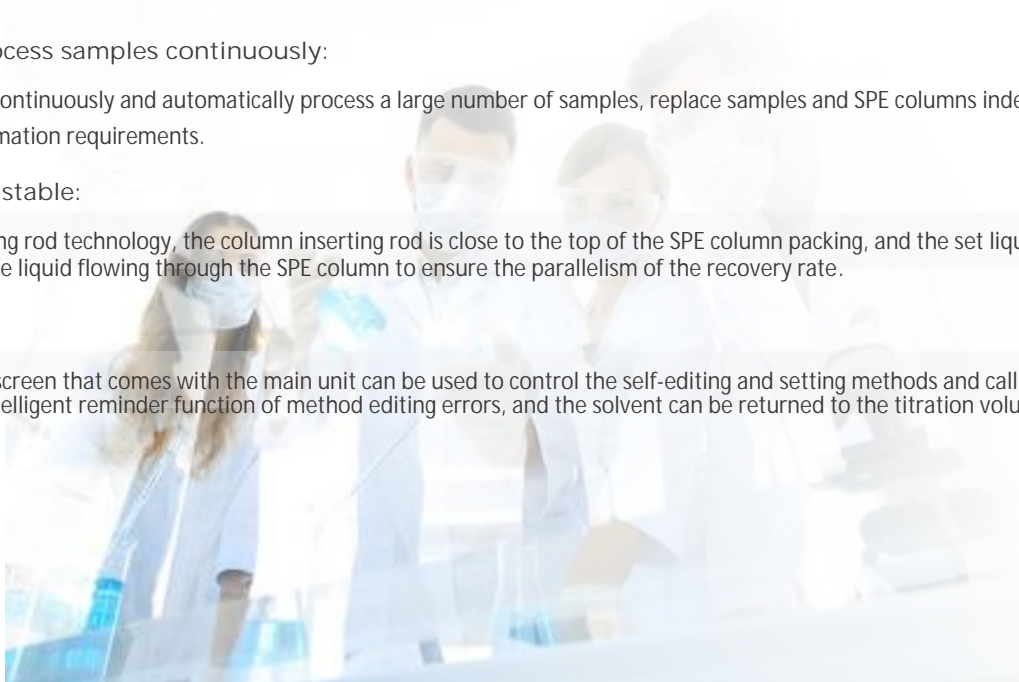 ocess samples continuously:
ontinuously and automatically process a large number of samples, replace samples and SPE columns inde
mation requirements.
stable:
ng rod technology, the column inserting rod is close to the top of the SPE column packing, and the set liqu
e liquid flowing through the SPE column to ensure the parallelism of the recovery rate.
screen that comes with the main unit can be used to control the self-editing and setting methods and call
elligent reminder function of method editing errors, and the solvent can be returned to the titration volu